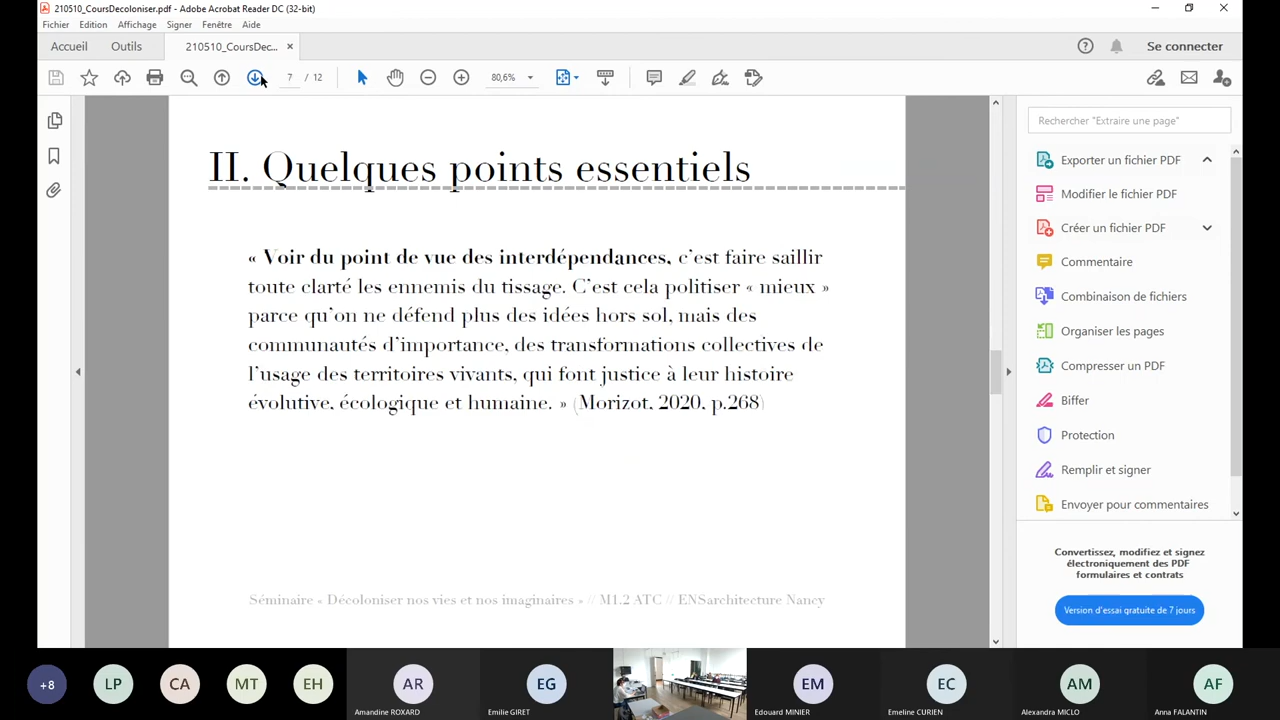 210510_CoursDecoloniser.pdf - Adobe Acrobat Reader DC (32-bit)
Fichier Edition Affichage Signer Fenêtre Aide
Accueil Outils 210510_CoursDec... × Se connecter
7 / 12 80,6%
II. Quelques points essentiels
« Voir du point de vue des interdépendances, c'est faire saillir
toute clarté les ennemis du tissage. C'est cela politiser « mieux »
parce qu'on ne défend plus des idées hors sol, mais des
communautés d'importance, des transformations collectives de
l'usage des territoires vivants, qui font justice à leur histoire
évolutive, écologique et humaine. » (Morizot, 2020, p.268)
Séminaire « Décoloniser nos vies et nos imaginaires » // M1.2 ATC // ENSarchitecture Nancy
Rechercher "Extraire une page"
Exporter un fichier PDF
Modifier le fichier PDF
Créer un fichier PDF
Commentaire
Combinaison de fichiers
Organiser les pages
Compresser un PDF
Biffer
Protection
Remplir et signer
Envoyer pour commentaires
Convertissez, modifiez et signez
électroniquement des PDF
formulaires et contrats
Version d'essai gratuite de 7 jours
+8 LP CA MT EH AR EG EM EC AM AF
Amandine ROXARD Emilie GIRET Edouard MINIER Emeline CURIEN Alexandra MICLO Anna FALANTIN